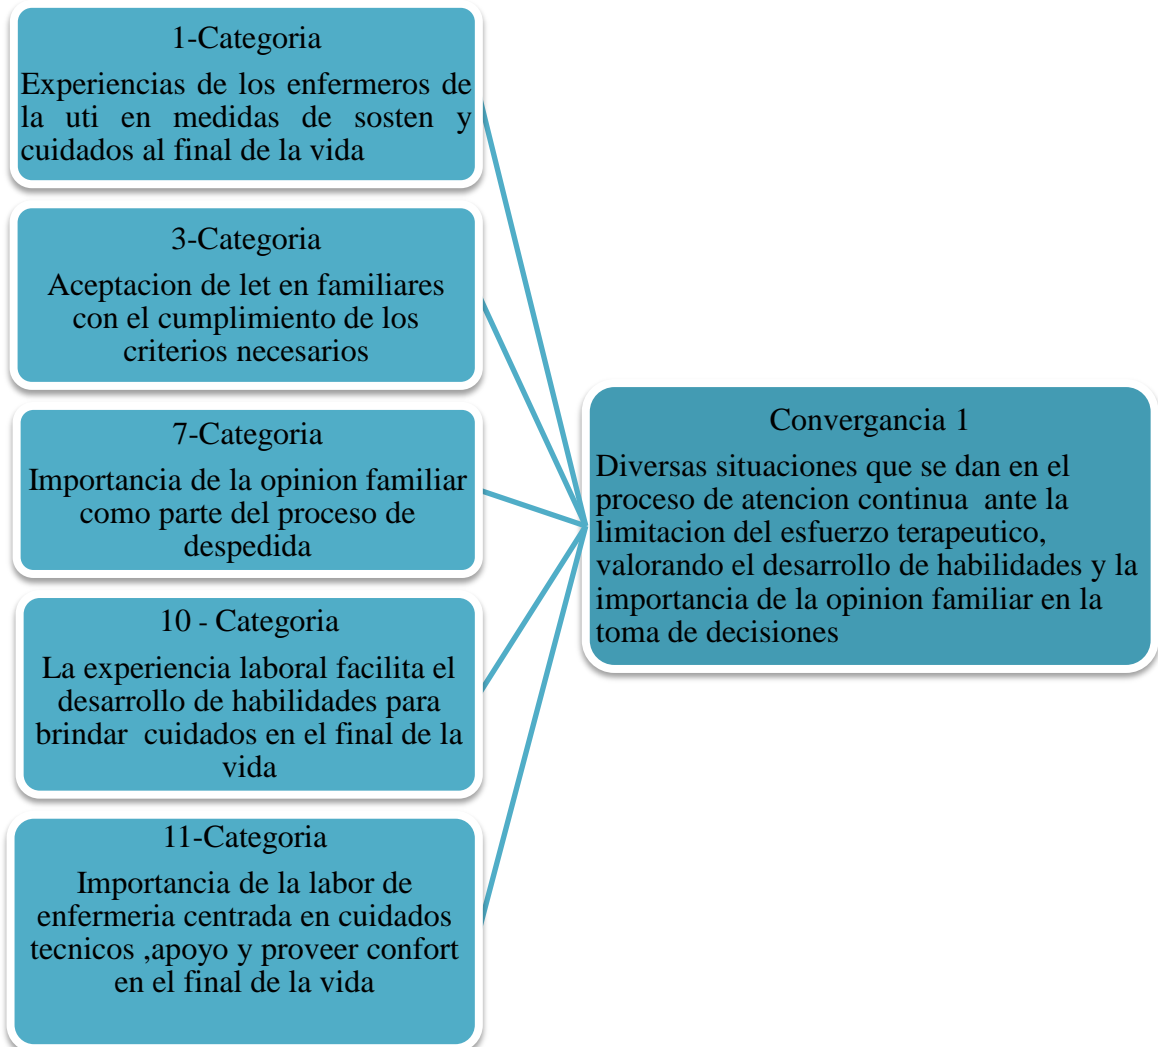 1-Categoria
Experiencias de los enfermeros de
la uti en medidas de sosten y
cuidados al final de la vida
3-Categoria
Aceptacion de let en familiares
con el cumplimiento de los
criterios necesarios
7-Categoria
Importancia de la opinion familiar
como parte del proceso de
despedida
10 - Categoria
La experiencia laboral facilita el
desarrollo de habilidades para
brindar cuidados en el final de la
vida
11-Categoria
Importancia de la labor de
enfermeria centrada en cuidados
tecnicos ,apoyo y proveer confort
en el final de la vida
Convergancia 1
Diversas situaciones que se dan en el
proceso de atencion continua ante la
limitacion del esfuerzo terapeutico,
valorando el desarrollo de habilidades y la
importancia de la opinion familiar en la
toma de decisiones